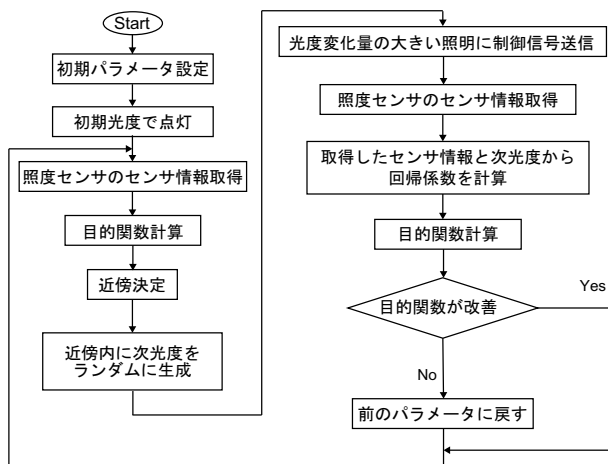 Start
初期パラメータ設定
初期光度で点灯
照度センサのセンサ情報取得
目的関数計算
近傍決定
近傍内に次光度を
ランダムに生成
光度変化量の大きい照明に制御信号送信
照度センサのセンサ情報取得
取得したセンサ情報と次光度から
回帰係数を計算
目的関数計算
目的関数が改善
Yes
No
前のパラメータに戻す